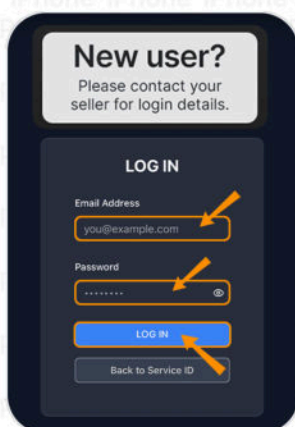 New user?
Please contact your
seller for login details.
LOG IN
Email Address
you@example.com
Password
········
LOG IN
Back to Service ID